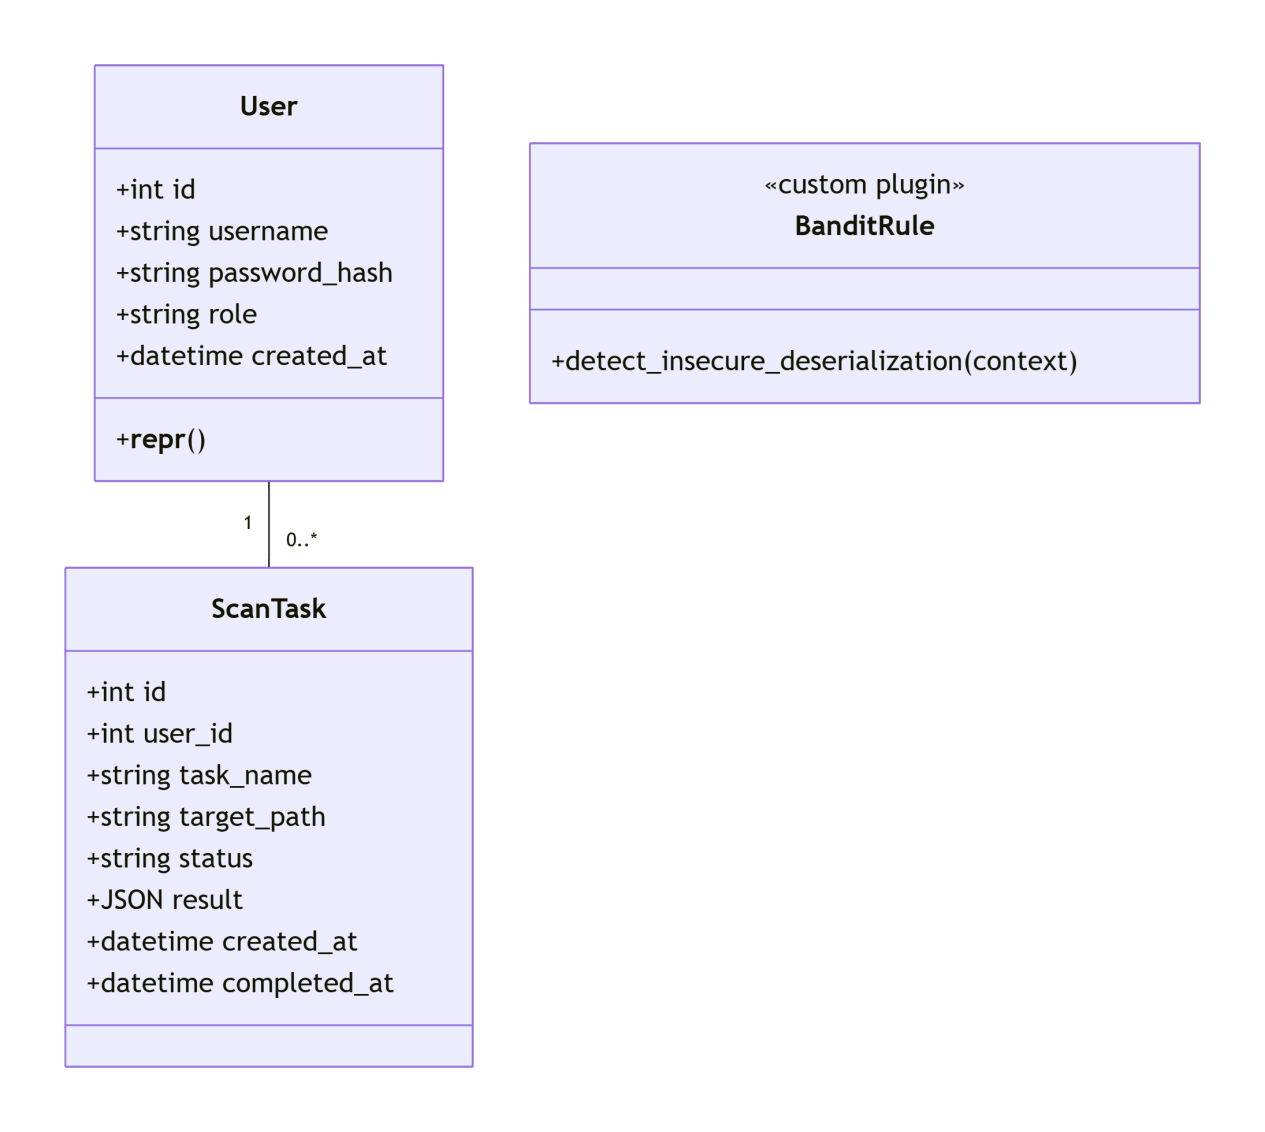 User
+int id
+string username
+string password_hash
+string role
+datetime created_at
+repr()
1
0..*
ScanTask
+int id
+int user_id
+string task_name
+string target_path
+string status
+JSON result
+datetime created_at
+datetime completed_at
«custom plugin»
BanditRule
+detect_insecure_deserialization(context)